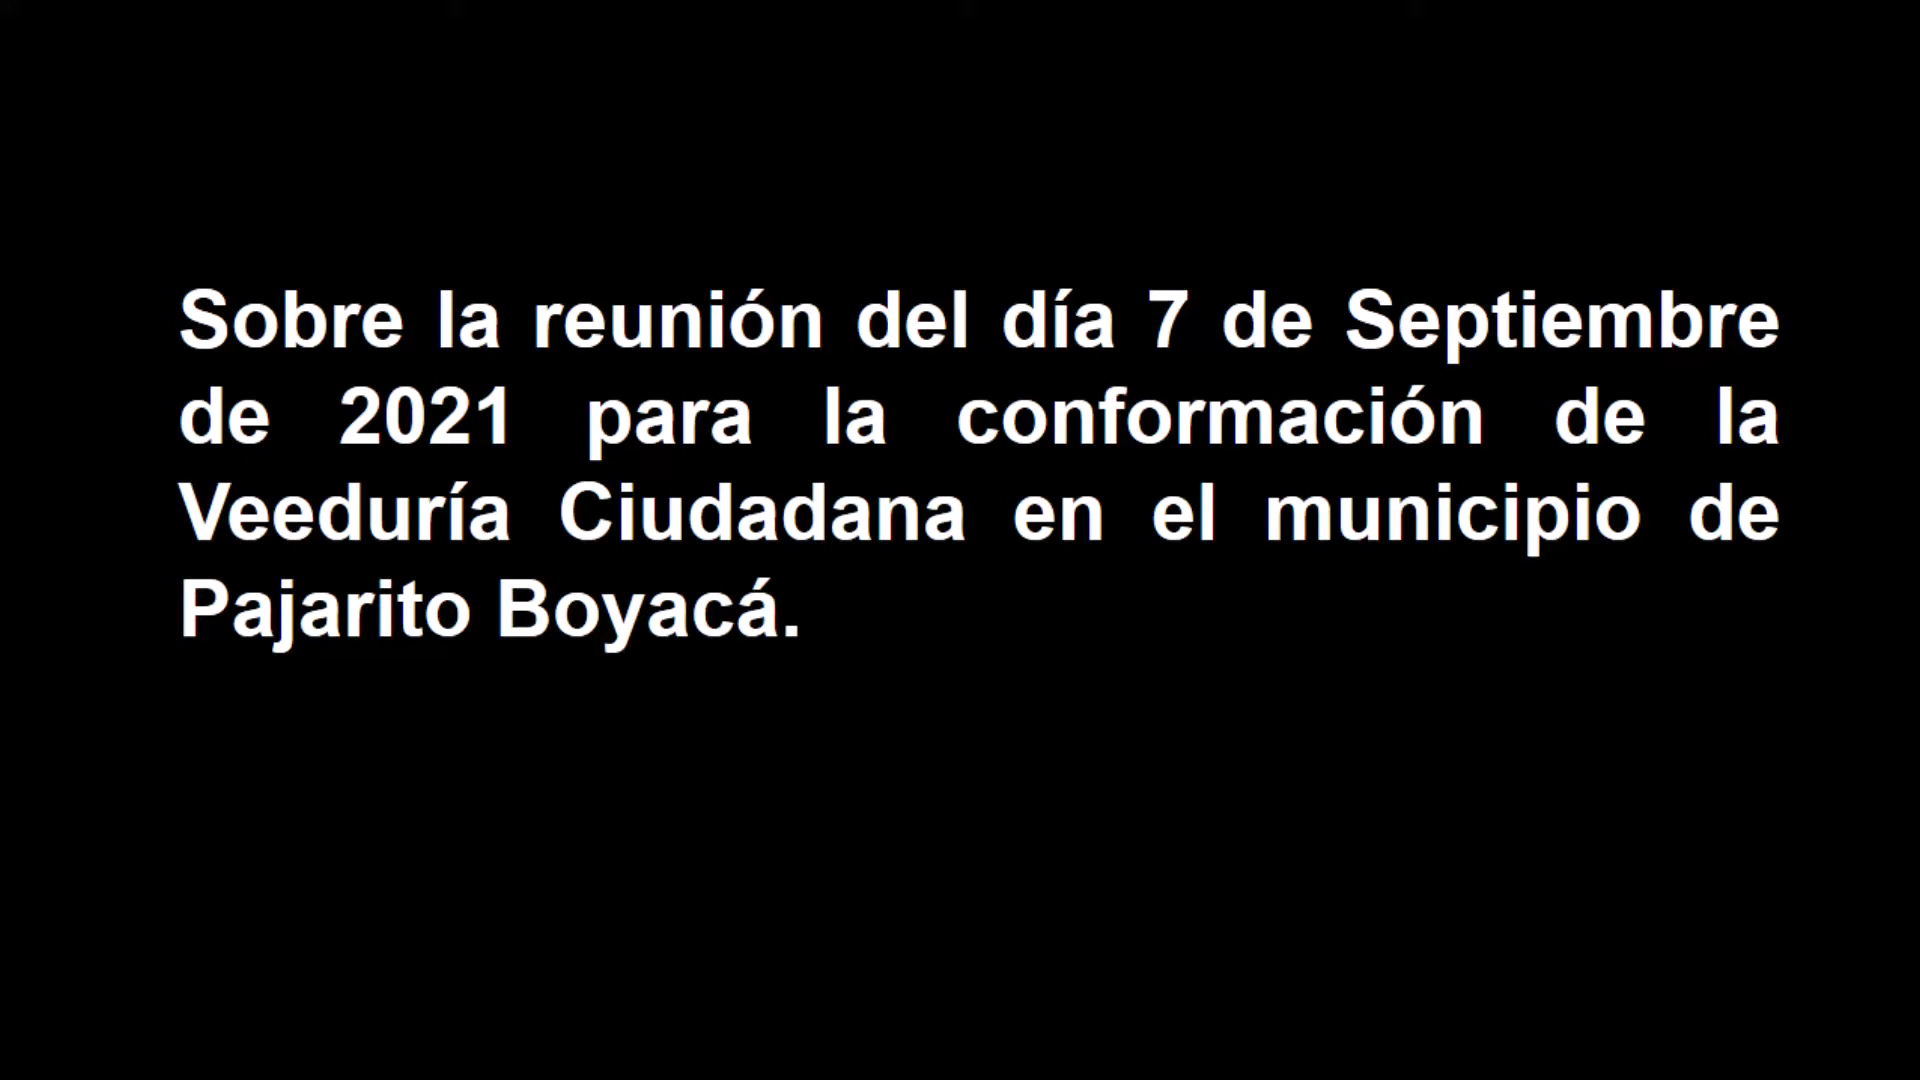 Sobre la reunión del día 7 de Septiembre
de 2021 para la conformación de la
Veeduría Ciudadana en el municipio de
Pajarito Boyacá.